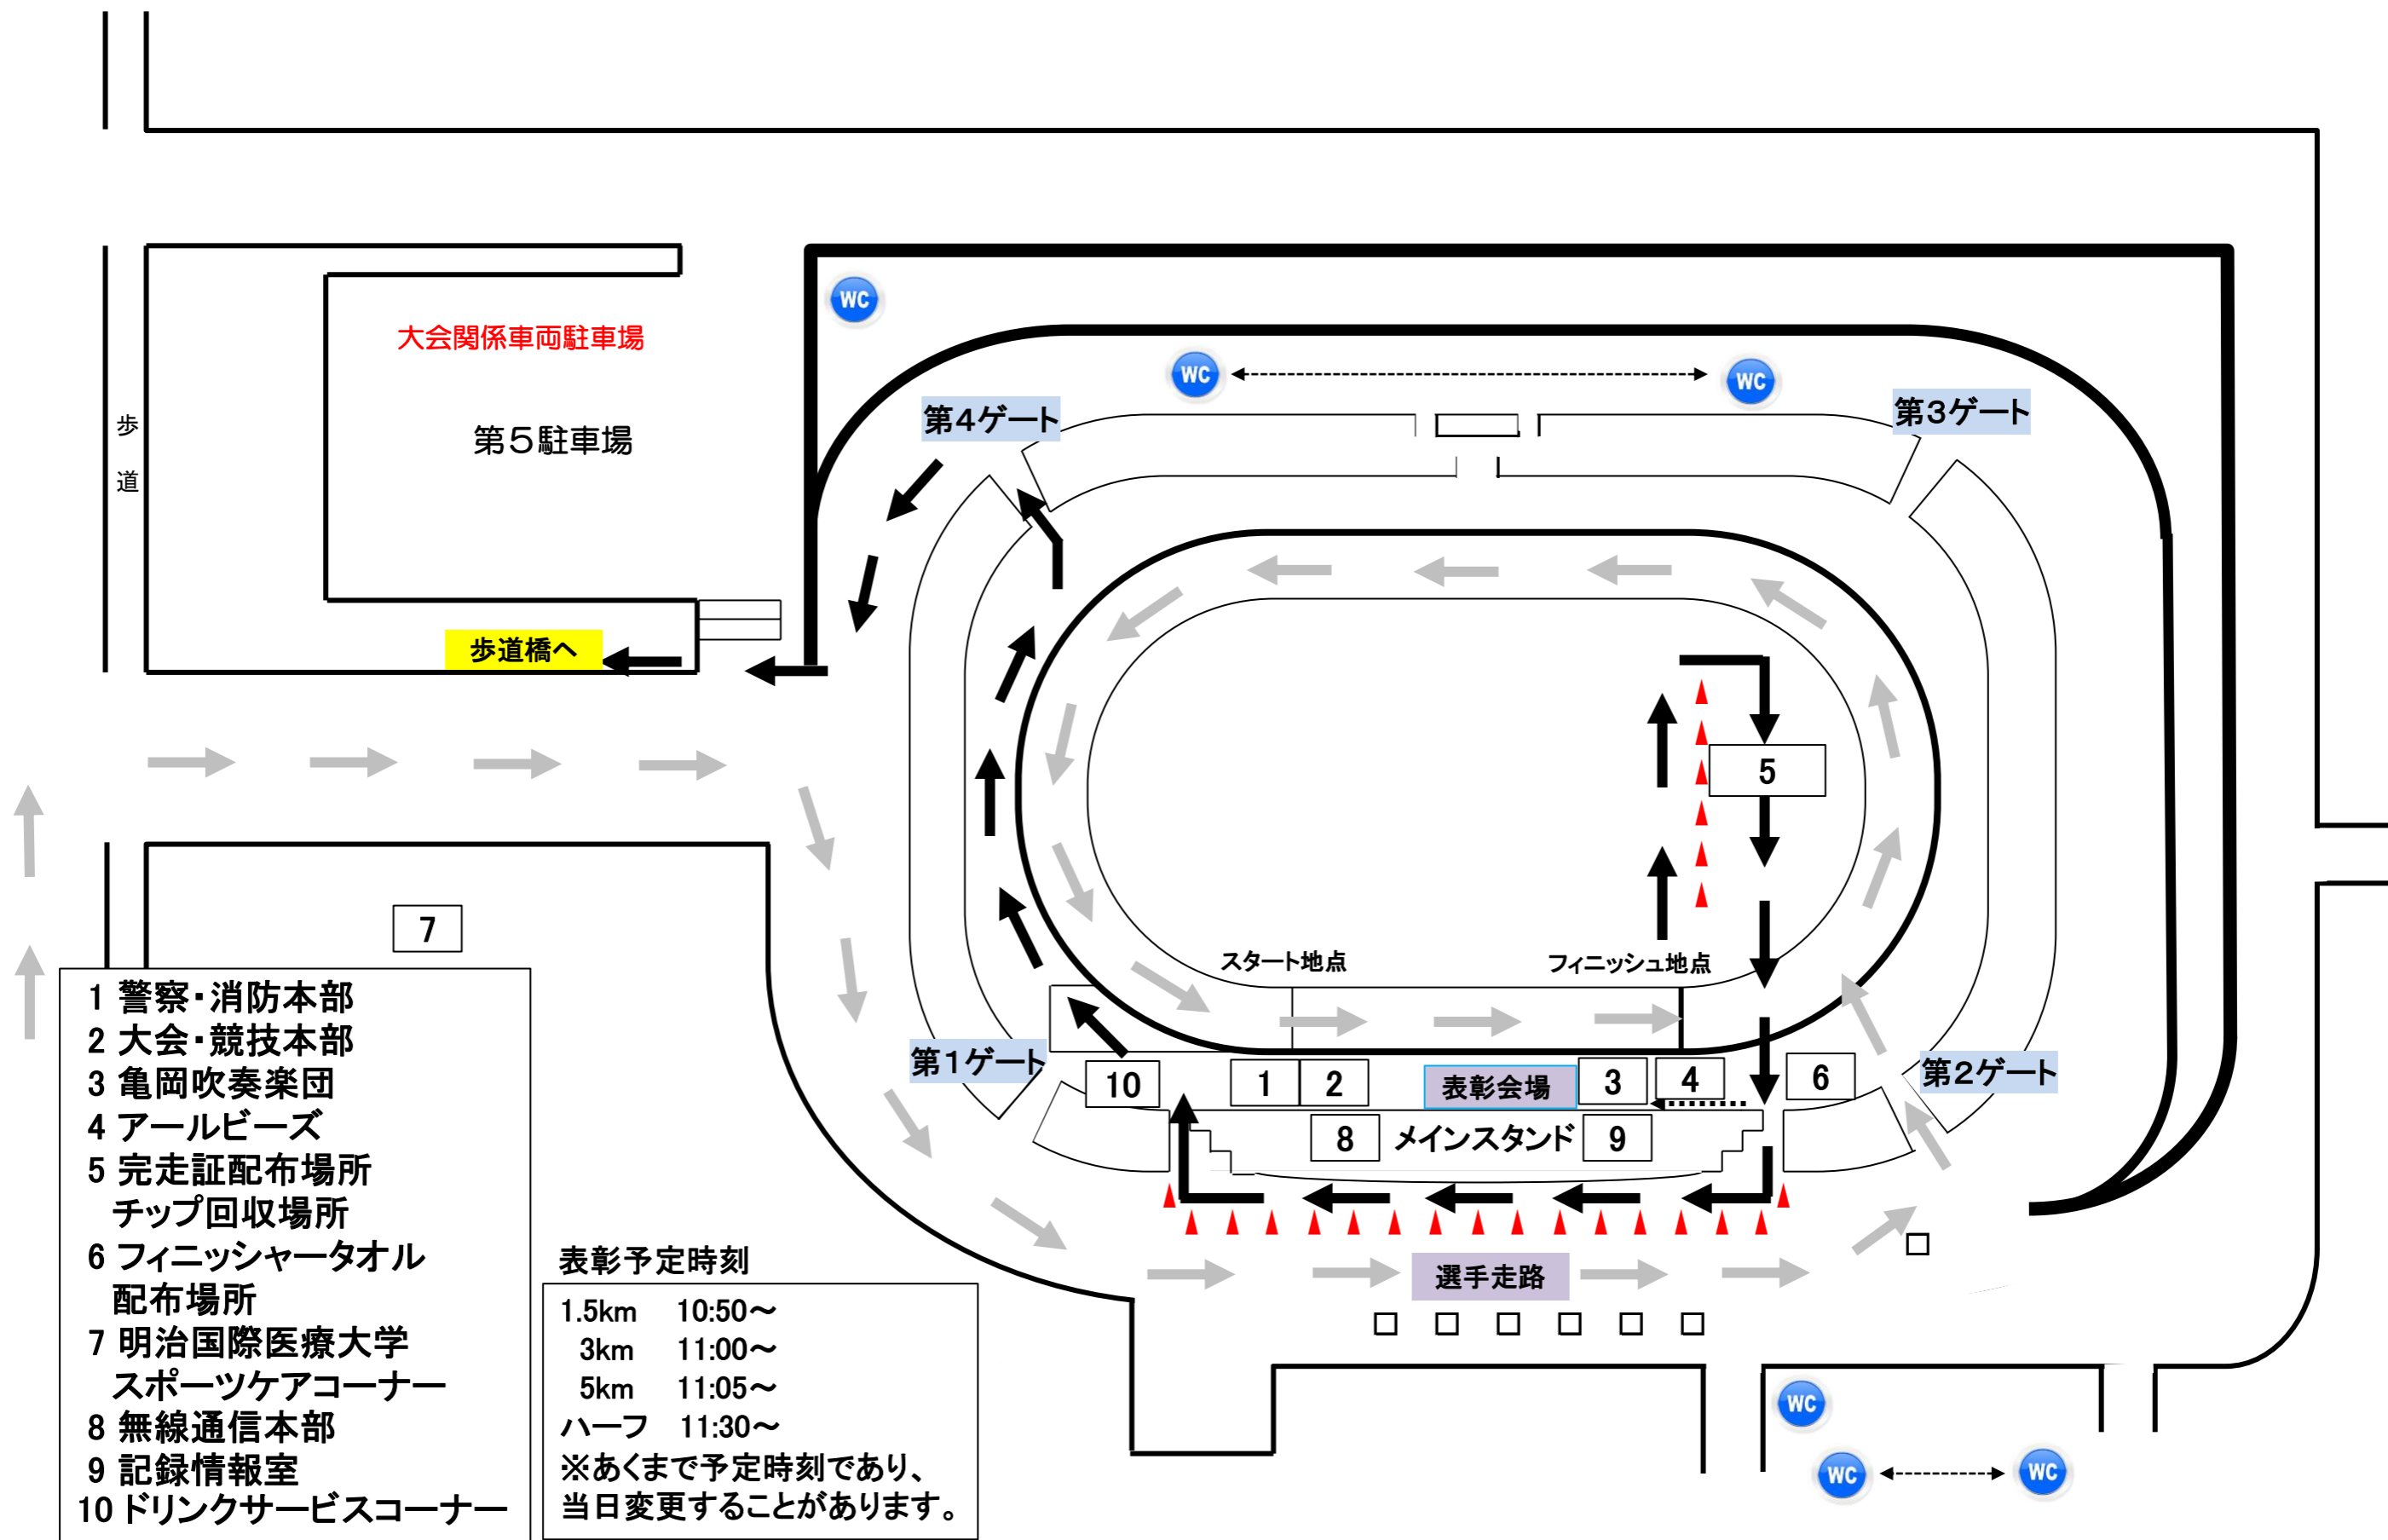 WC
大会関係車両駐車場
WC
WC
第4ゲート
第3ゲート
歩道
第5駐車場
歩道橋へ
5
7
スタート地点
フィニッシュ地点
第1ゲート
10
1
2
表彰会場
3
4
6
第2ゲート
8
メインスタンド
9
選手走路
1 警察・消防本部
2 大会・競技本部
3 亀岡吹奏楽団
4 アールビーズ
5 完走証配布場所
チップ回収場所
6 フィニッシャータオル
配布場所
7 明治国際医療大学
スポーツケアコーナー
8 無線通信本部
9 記録情報室
10 ドリンクサービスコーナー
表彰予定時刻
1.5km 10:50～
3km 11:00～
5km 11:05～
ハーフ 11:30～
※あくまで予定時刻であり、
当日変更することがあります。
WC
WC
WC